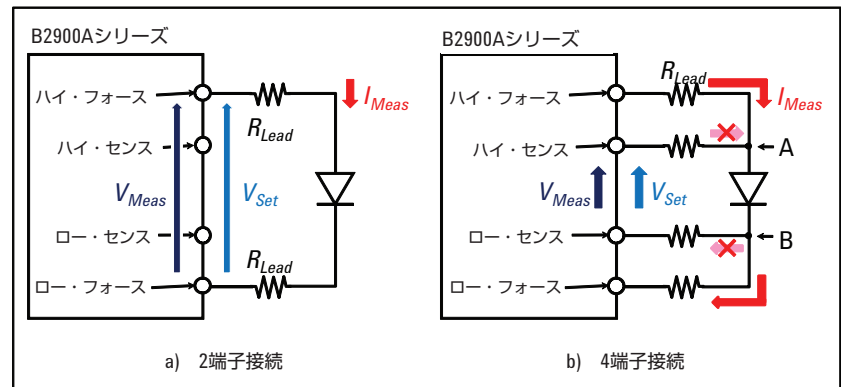 B2900Aシリーズ
ハイ・フォース
ハイ・センス
ロー・センス
ロー・フォース
R_Lead
I_Meas
V_Meas
V_Set
R_Lead
a) 2端子接続
B2900Aシリーズ
ハイ・フォース
ハイ・センス
ロー・センス
ロー・フォース
R_Lead
I_Meas
A
V_Meas
V_Set
B
b) 4端子接続